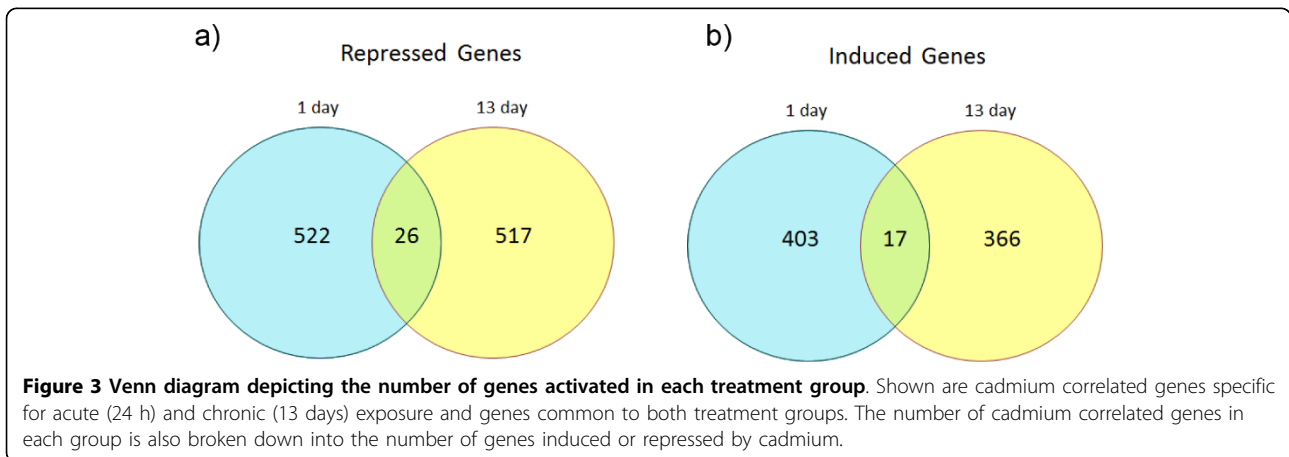 a)
Repressed Genes
1 day
13 day
522
26
517
b)
Induced Genes
1 day
13 day
403
17
366
Figure 3 Venn diagram depicting the number of genes activated in each treatment group. Shown are cadmium correlated genes specific
for acute (24 h) and chronic (13 days) exposure and genes common to both treatment groups. The number of cadmium correlated genes in
each group is also broken down into the number of genes induced or repressed by cadmium.